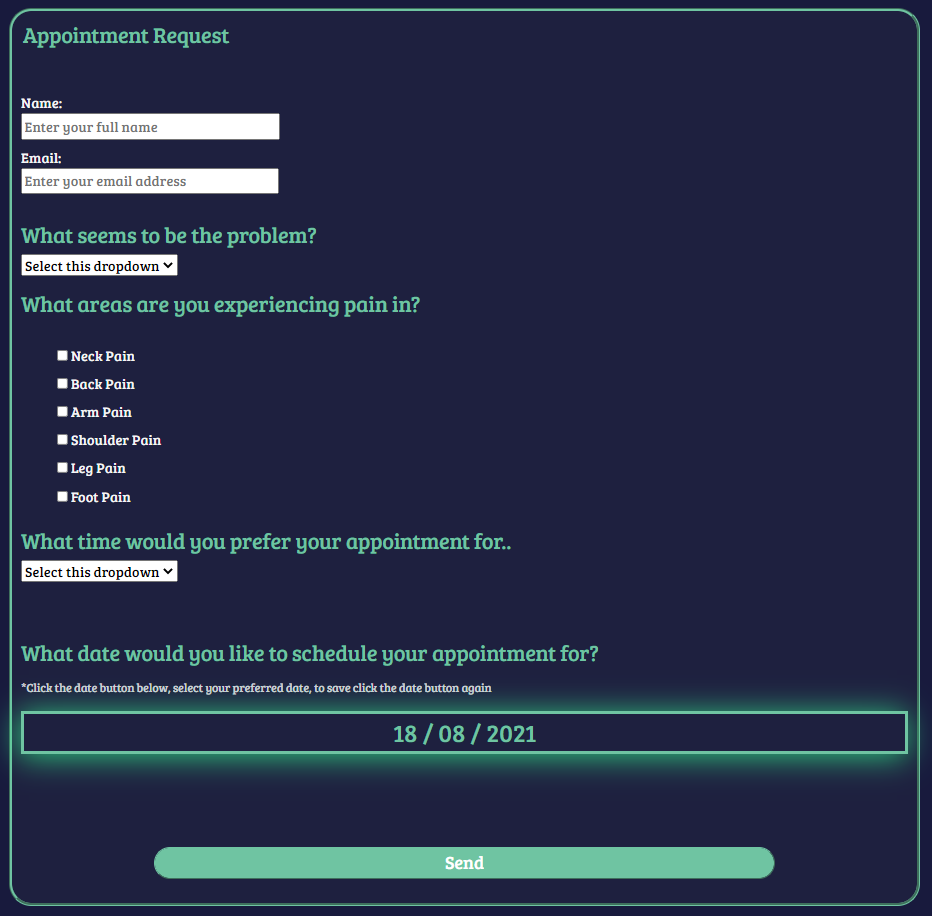 Appointment Request
Name:
Enter your full name
Email:
Enter your email address
What seems to be the problem?
Select this dropdown
What areas are you experiencing pain in?
Neck Pain
Back Pain
Arm Pain
Shoulder Pain
Leg Pain
Foot Pain
What time would you prefer your appointment for..
Select this dropdown
What date would you like to schedule your appointment for?
*Click the date button below, select your preferred date, to save click the date button again
18 / 08 / 2021
Send